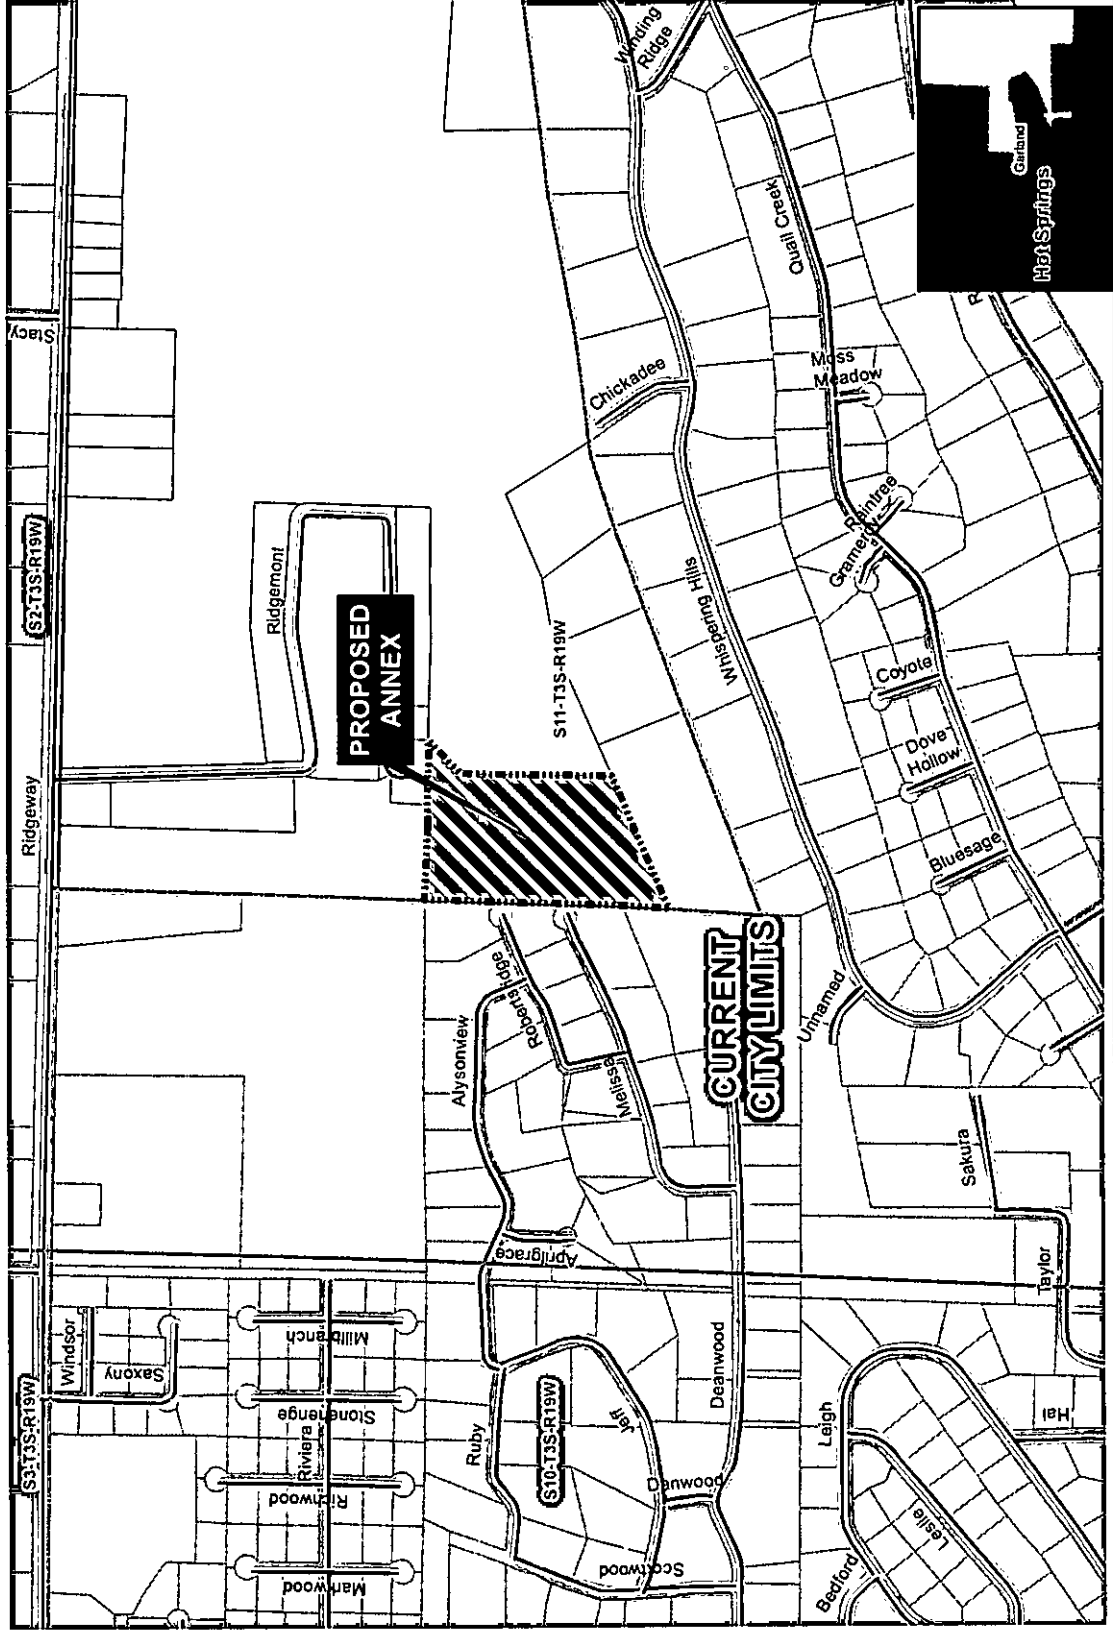 S3-T3S-R19W
Ridgeway
S2-T3S-R19W
Stacy
Windsor
Saxony
Millbranch
Stonehenge
Riviera
Richwood
Markwood
Ridgemont
PROPOSED
ANNEX
Alysonview
Robertsridge
Melissa
Aprilgrace
Ruby
S10-T3S-R19W
Jeff
Danwood
Scottwood
Deanwood
CURRENT
CITY LIMITS
S11-T3S-R19W
Chickadee
Whispering Hills
Winding
Ridge
Quail Creek
Moss
Meadow
Raintree
Gramercy
Coyote
Dove
Hollow
Bluesage
Unnamed
Sakura
Taylor
Leigh
Hal
Leslie
Bedford
Garland
Hot Springs